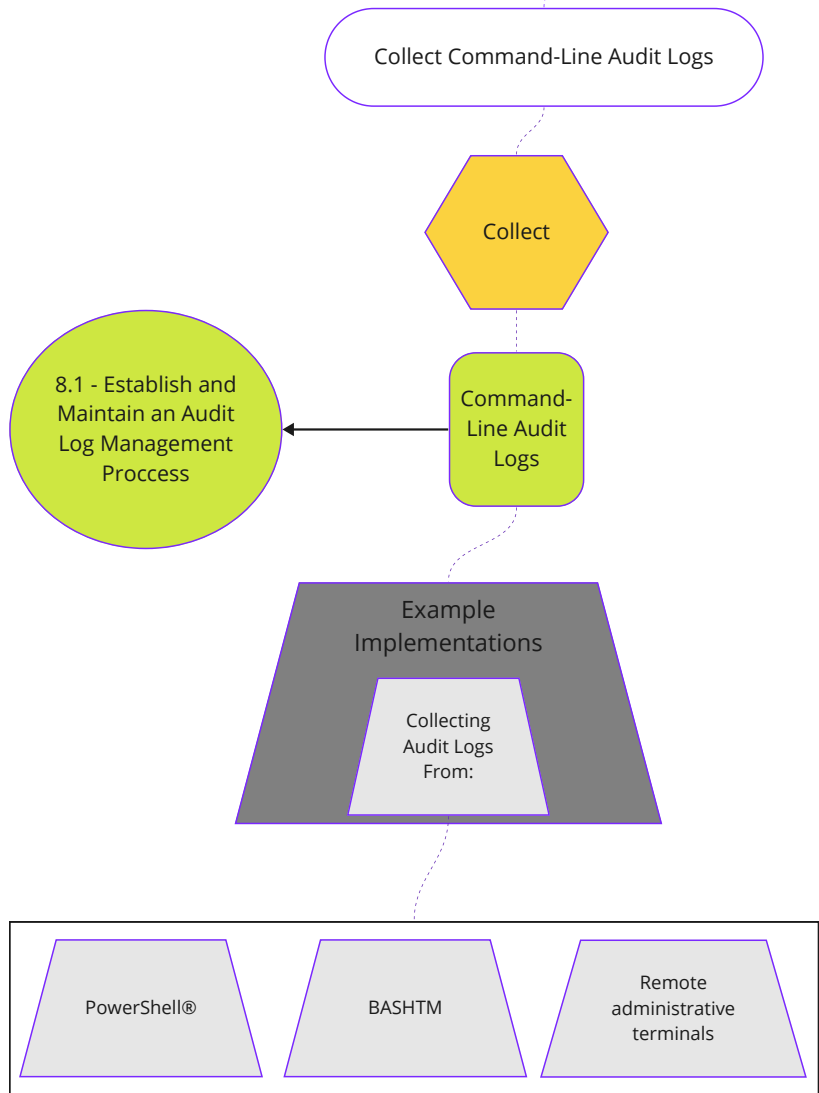 Collect Command-Line Audit Logs
Collect
8.1 - Establish and
Maintain an Audit
Log Management
Proccess
Command-
Line Audit
Logs
Example
Implementations
Collecting
Audit Logs
From:
PowerShell®
BASHTM
Remote
administrative
terminals